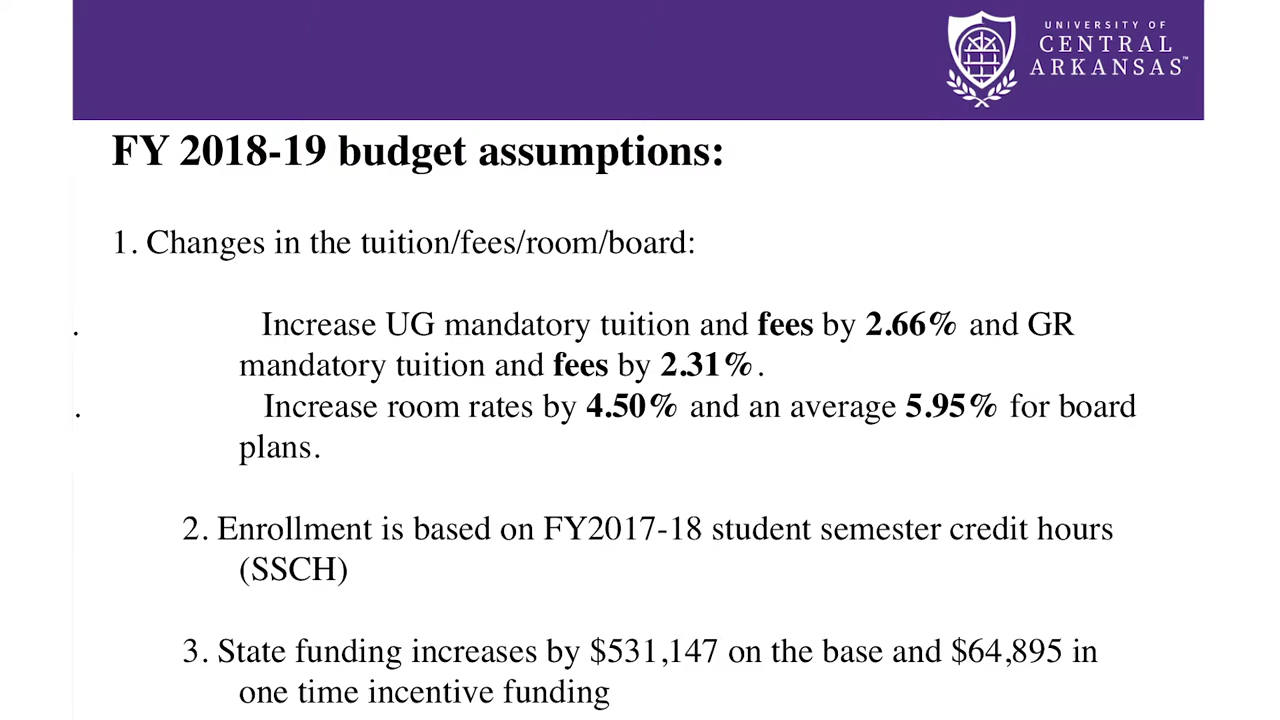 UNIVERSITY OF
CENTRAL
ARKANSAS™
FY 2018-19 budget assumptions:
1. Changes in the tuition/fees/room/board:
. Increase UG mandatory tuition and fees by 2.66% and GR
mandatory tuition and fees by 2.31%.
. Increase room rates by 4.50% and an average 5.95% for board
plans.
2. Enrollment is based on FY2017-18 student semester credit hours
(SSCH)
3. State funding increases by $531,147 on the base and $64,895 in
one time incentive funding